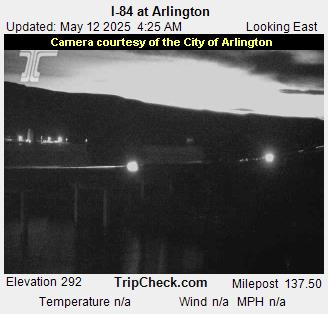 I-84 at Arlington
Updated: May 12 2025 4:25 AM Looking East
Camera courtesy of the City of Arlington
Elevation 292 TripCheck.com Milepost 137.50
Temperature n/a Wind n/a MPH n/a